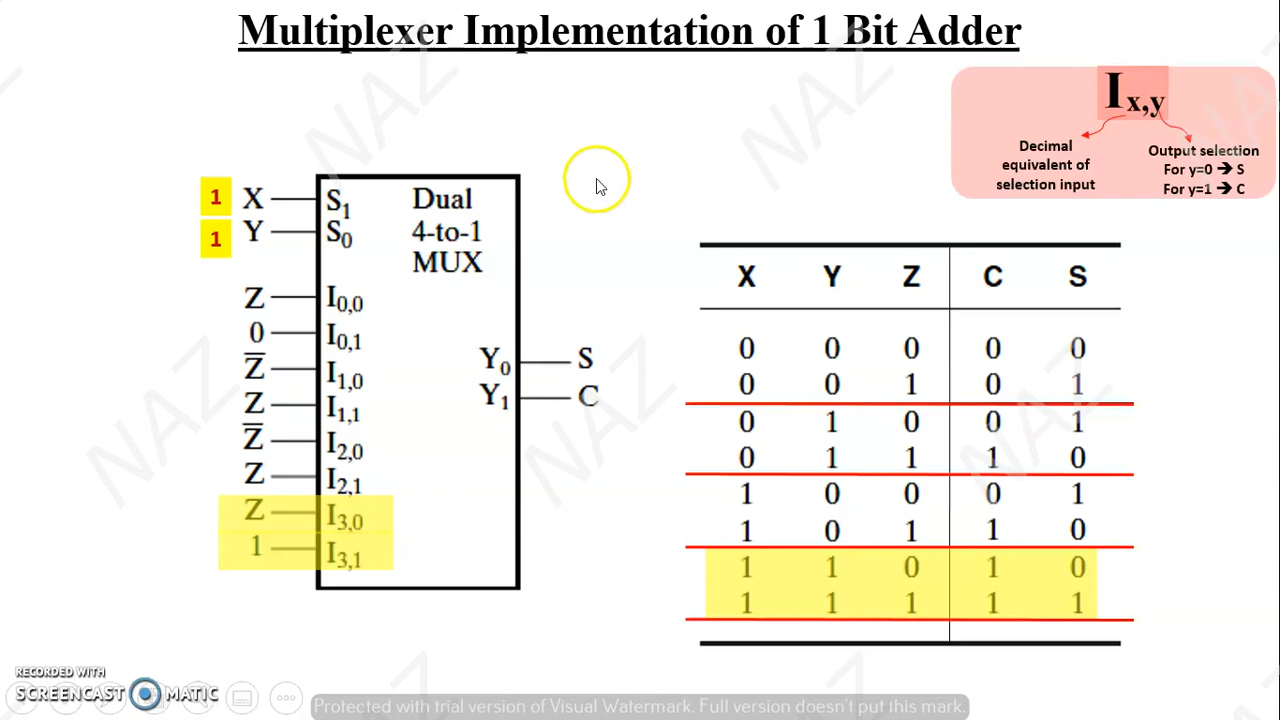 Multiplexer Implementation of 1 Bit Adder
I x,y
Decimal
equivalent of
selection input
Output selection
For y=0 → S
For y=1 → C
1 X S1 Dual
1 Y S0 4-to-1
MUX
Z I0,0
0 I0,1
Z̅ I1,0
Z I1,1
Z̅ I2,0
Z I2,1
Z I3,0
1 I3,1
Y0 S
Y1 C
X Y Z C S
0 0 0 0 0
0 0 1 0 1
0 1 0 0 1
0 1 1 1 0
1 0 0 0 1
1 0 1 1 0
1 1 0 1 0
1 1 1 1 1
NAZ
NAZ
NAZ
NAZ
RECORDED WITH
SCREENCAST MATIC
Protected with trial version of Visual Watermark. Full version doesn't put this mark.